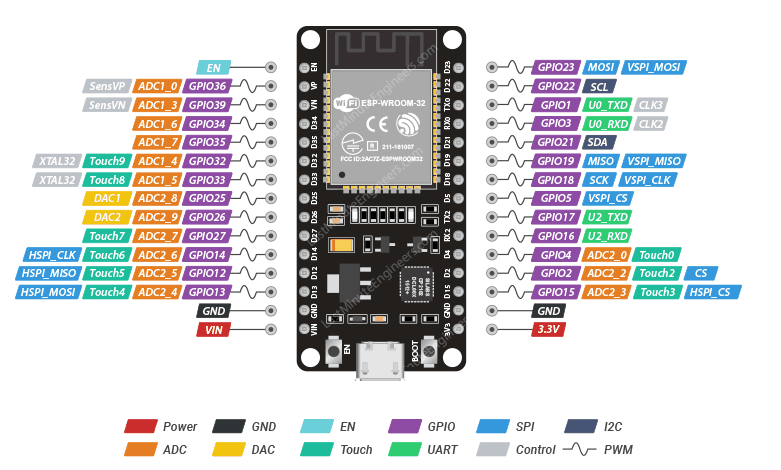 EN EN D23 GPIO23 MOSI VSPI_MOSI
SensVP ADC1_0 GPIO36 VP D22 GPIO22 SCL
SensVN ADC1_3 GPIO39 VN TX0 GPIO1 U0_TXD CLK3
ADC1_6 GPIO34 D34 RX0 GPIO3 U0_RXD CLK2
ADC1_7 GPIO35 D35 D21 GPIO21 SDA
XTAL32 Touch9 ADC1_4 GPIO32 D32 D19 GPIO19 MISO VSPI_MISO
XTAL32 Touch8 ADC1_5 GPIO33 D33 D18 GPIO18 SCK VSPI_CLK
DAC1 ADC2_8 GPIO25 D25 D5 GPIO5 VSPI_CS
DAC2 ADC2_9 GPIO26 D26 TX2 GPIO17 U2_TXD
Touch7 ADC2_7 GPIO27 D27 RX2 GPIO16 U2_RXD
HSPI_CLK Touch6 ADC2_6 GPIO14 D14 D4 GPIO4 ADC2_0 Touch0
HSPI_MISO Touch5 ADC2_5 GPIO12 D12 D2 GPIO2 ADC2_2 Touch2 CS
HSPI_MOSI Touch4 ADC2_4 GPIO13 D13 D15 GPIO15 ADC2_3 Touch3 HSPI_CS
GND GND GND GND
VIN VIN 3V3 3.3V
WiFi ESP-WROOM-32
CE
R 211-161007
FCC ID:2AC7Z-ESPWROOM32
LastMinuteEngineers.com
SILABS
CP2102
EN BOOT
Power GND EN GPIO SPI I2C
ADC DAC Touch UART Control PWM